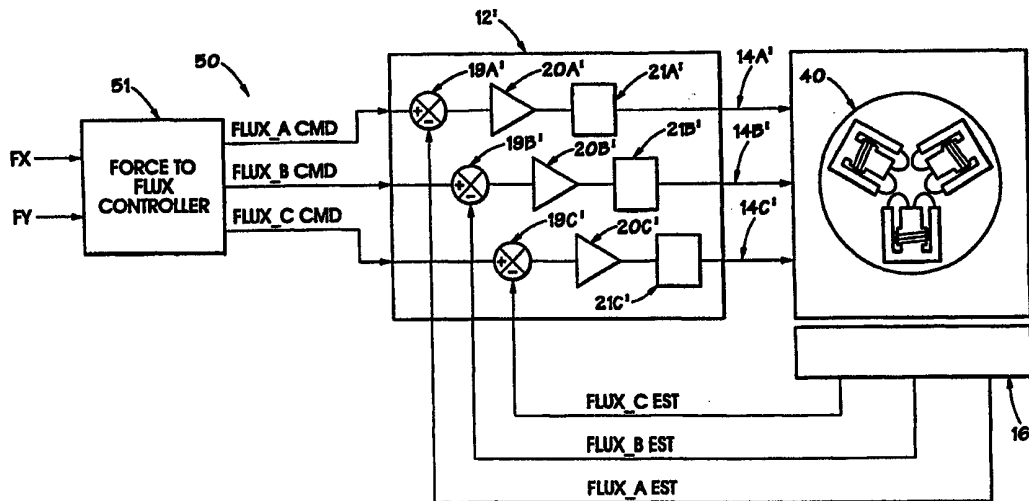 12'
50
51
19A'
20A'
21A'
14A'
40
FORCE TO
FLUX
CONTROLLER
FX
FY
FLUX_A CMD
FLUX_B CMD
FLUX_C CMD
+
-
19B'
20B'
21B'
14B'
+
-
19C'
20C'
21C'
14C'
+
-
FLUX_C EST
FLUX_B EST
FLUX_A EST
16